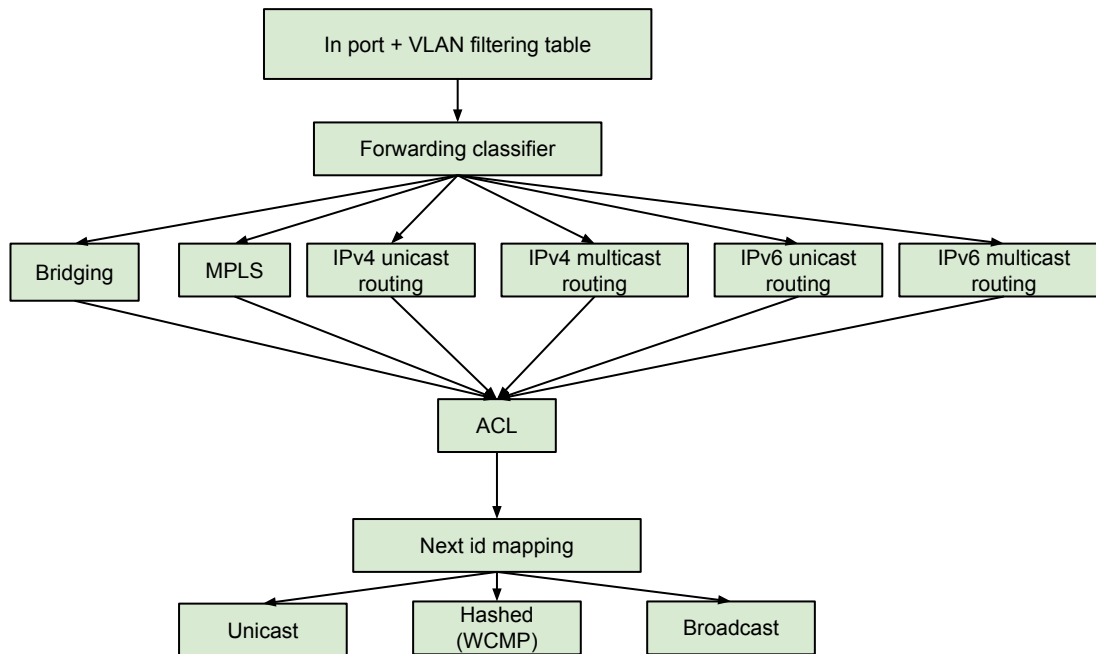 In port + VLAN filtering table
Forwarding classifier
Bridging
MPLS
IPv4 unicast
routing
IPv4 multicast
routing
IPv6 unicast
routing
IPv6 multicast
routing
ACL
Next id mapping
Unicast
Hashed
(WCMP)
Broadcast